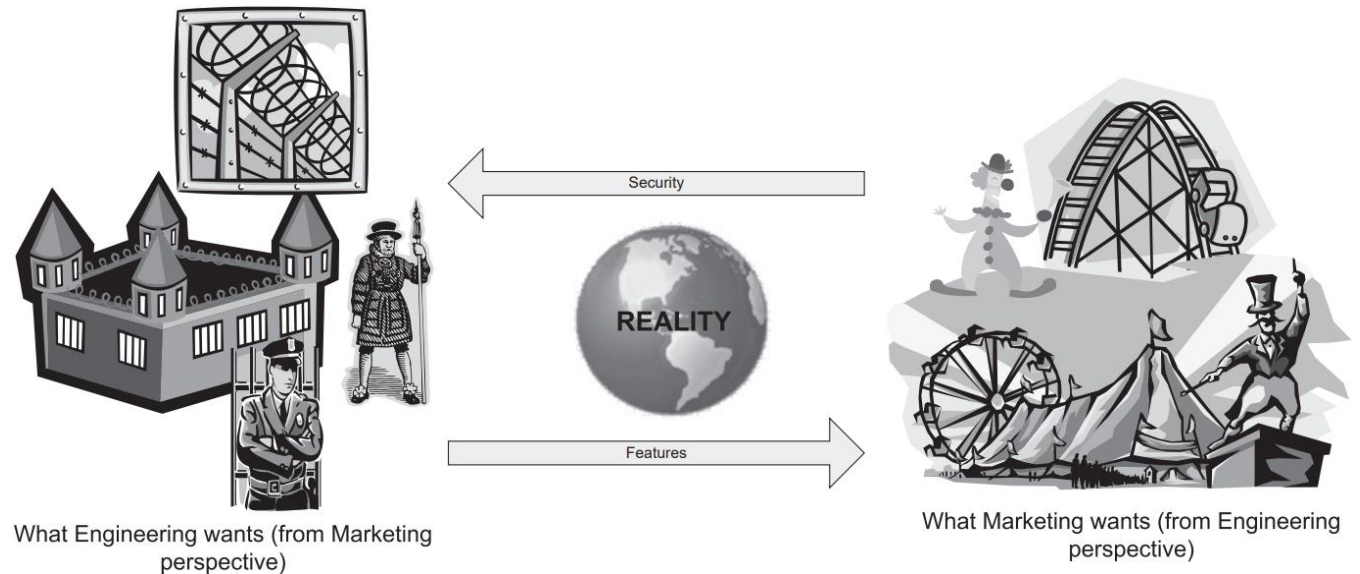 Security
REALITY
Features
What Engineering wants (from Marketing
perspective)
What Marketing wants (from Engineering
perspective)